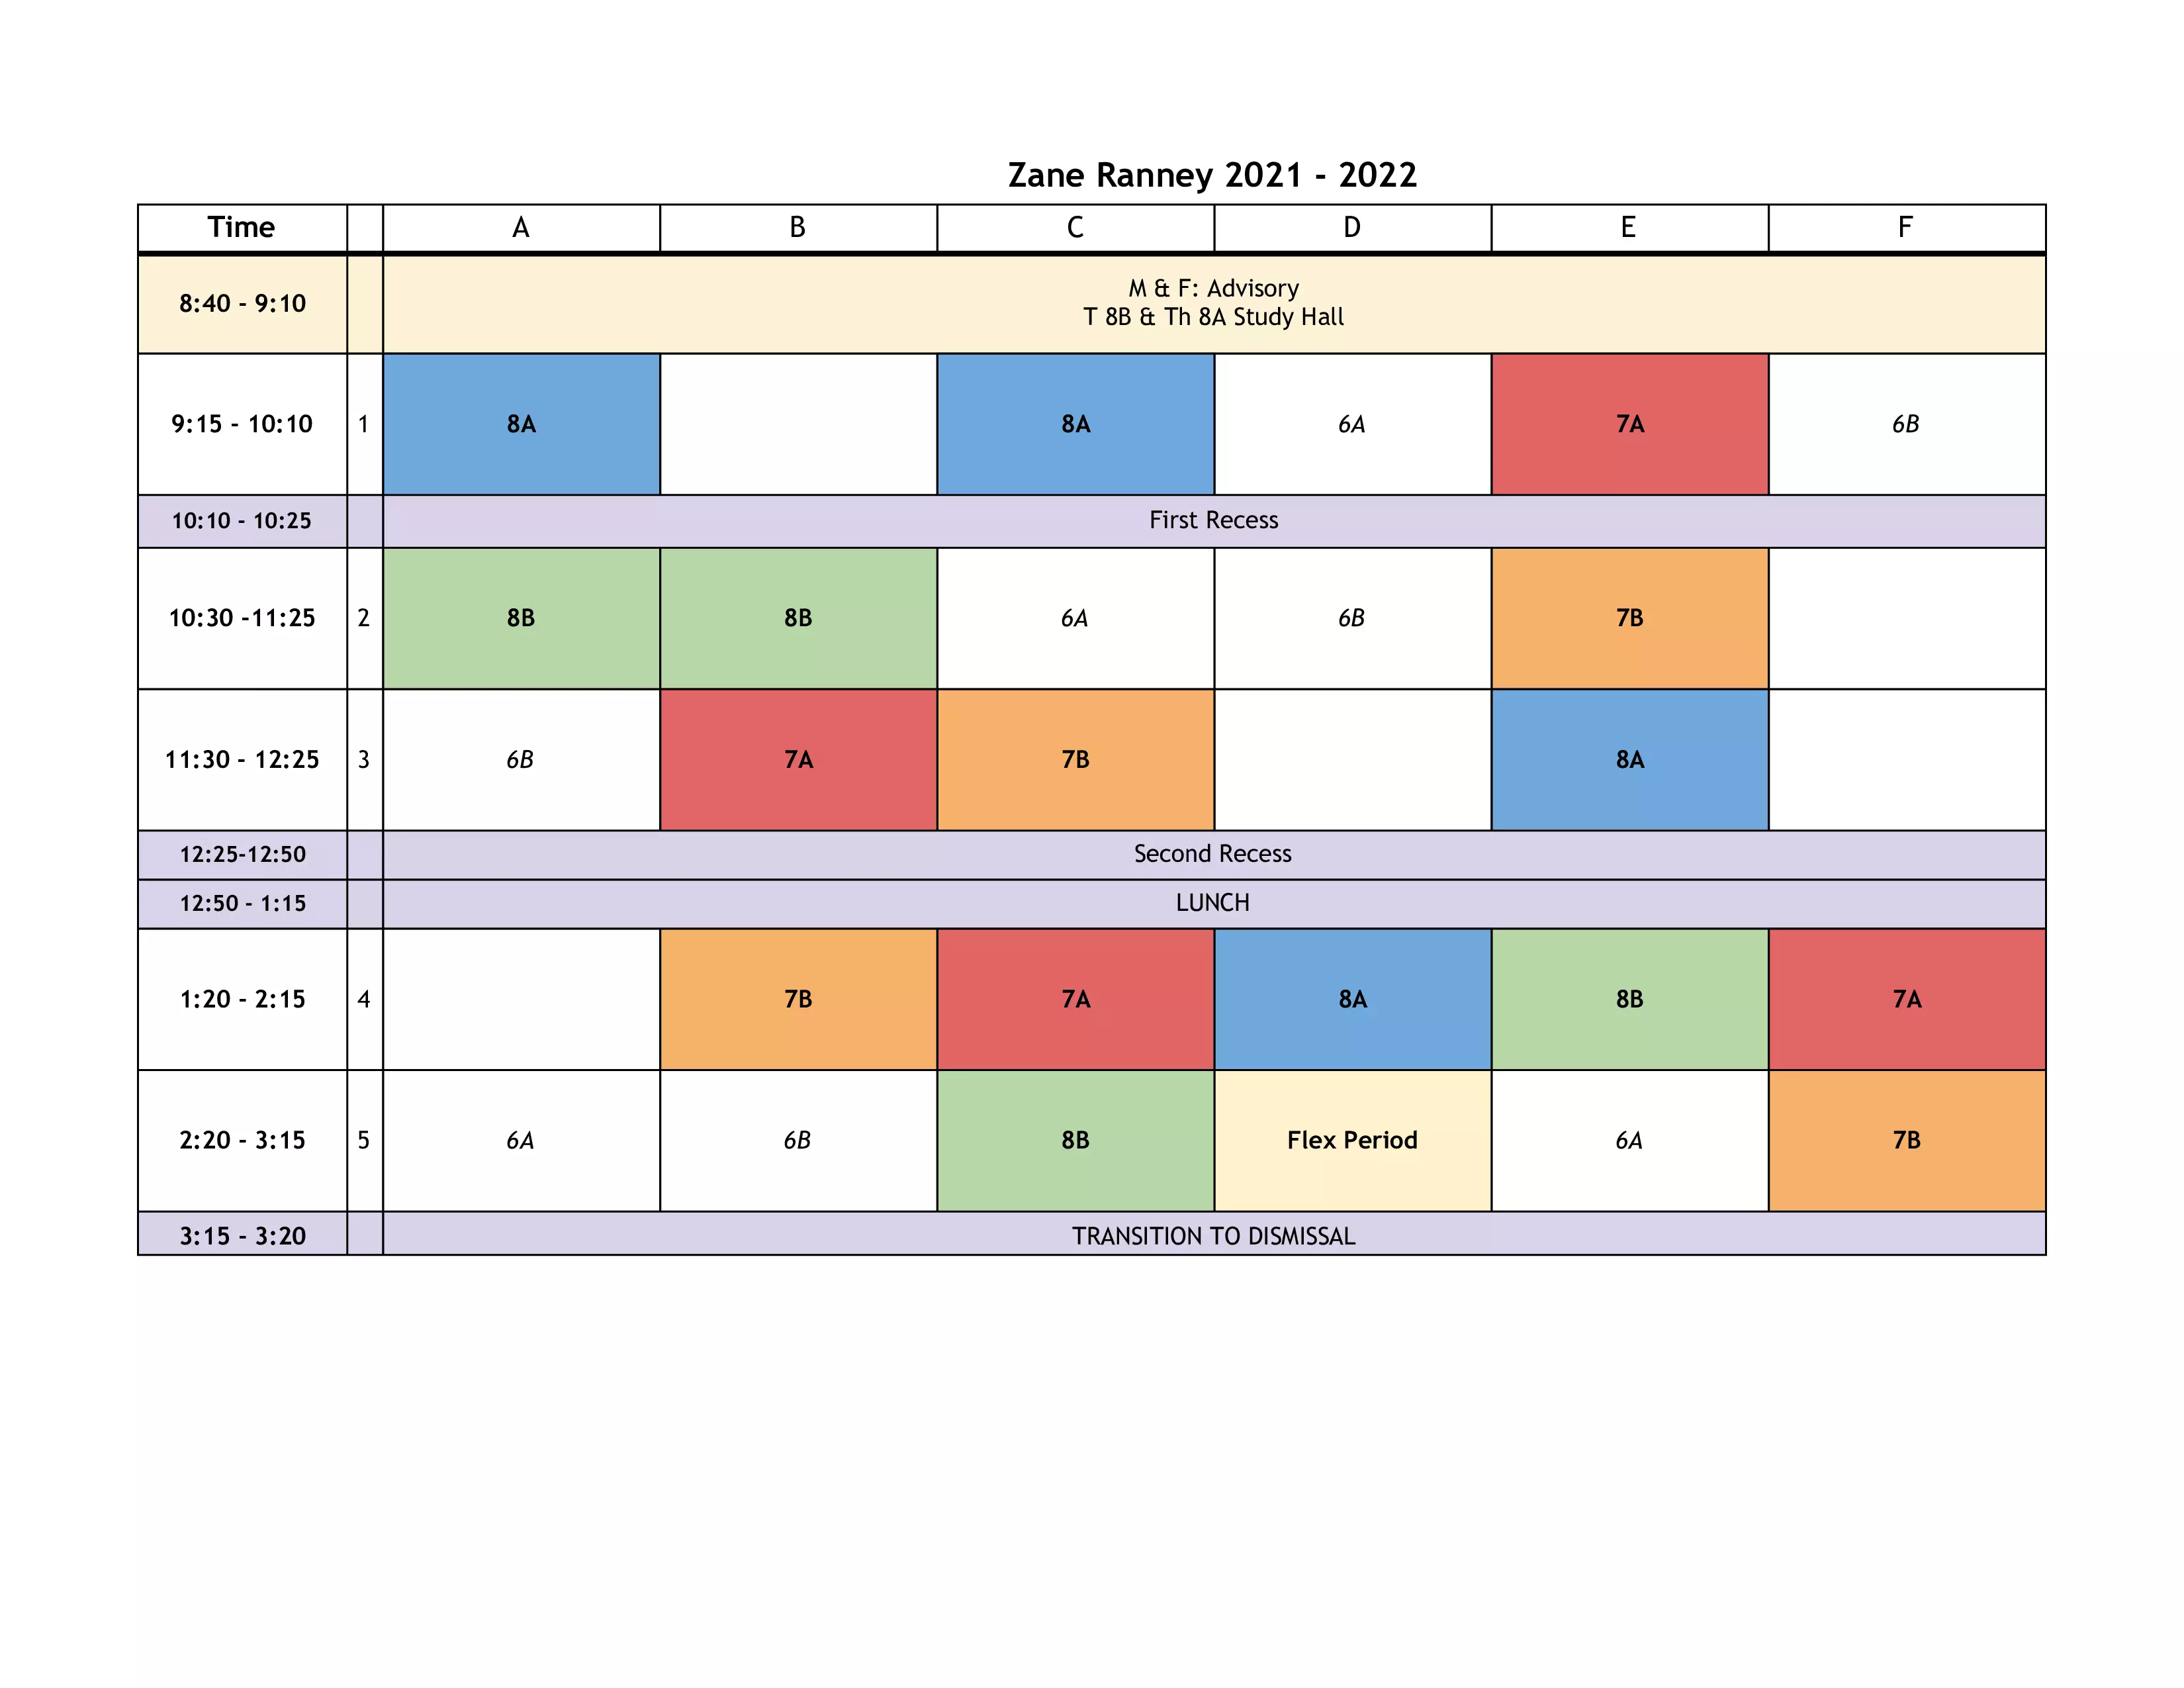 Zane Ranney 2021 - 2022
Time A B C D E F
8:40 - 9:10 M & F: Advisory
T 8B & Th 8A Study Hall
9:15 - 10:10 1 8A 8A 6A 7A 6B
10:10 - 10:25 First Recess
10:30 -11:25 2 8B 8B 6A 6B 7B
11:30 - 12:25 3 6B 7A 7B 8A
12:25-12:50 Second Recess
12:50 - 1:15 LUNCH
1:20 - 2:15 4 7B 7A 8A 8B 7A
2:20 - 3:15 5 6A 6B 8B Flex Period 6A 7B
3:15 - 3:20 TRANSITION TO DISMISSAL